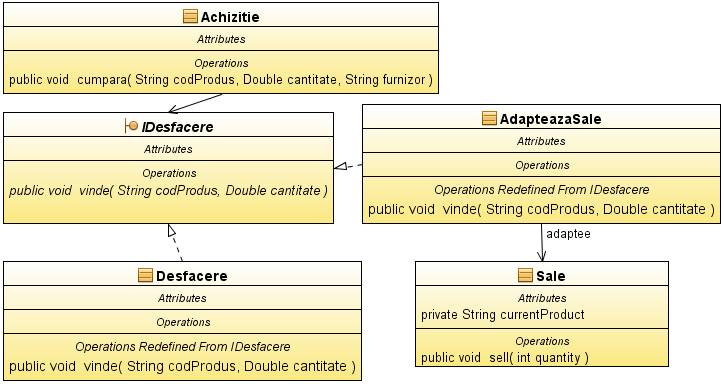 Achizitie
Attributes
Operations
public void cumpara( String codProdus, Double cantitate, String furnizor )
IDesfacere
Attributes
Operations
public void vinde( String codProdus, Double cantitate )
AdapteazaSale
Attributes
Operations
Operations Redefined From IDesfacere
public void vinde( String codProdus, Double cantitate )
adaptee
Desfacere
Attributes
Operations
Operations Redefined From IDesfacere
public void vinde( String codProdus, Double cantitate )
Sale
Attributes
private String currentProduct
Operations
public void sell( int quantity )